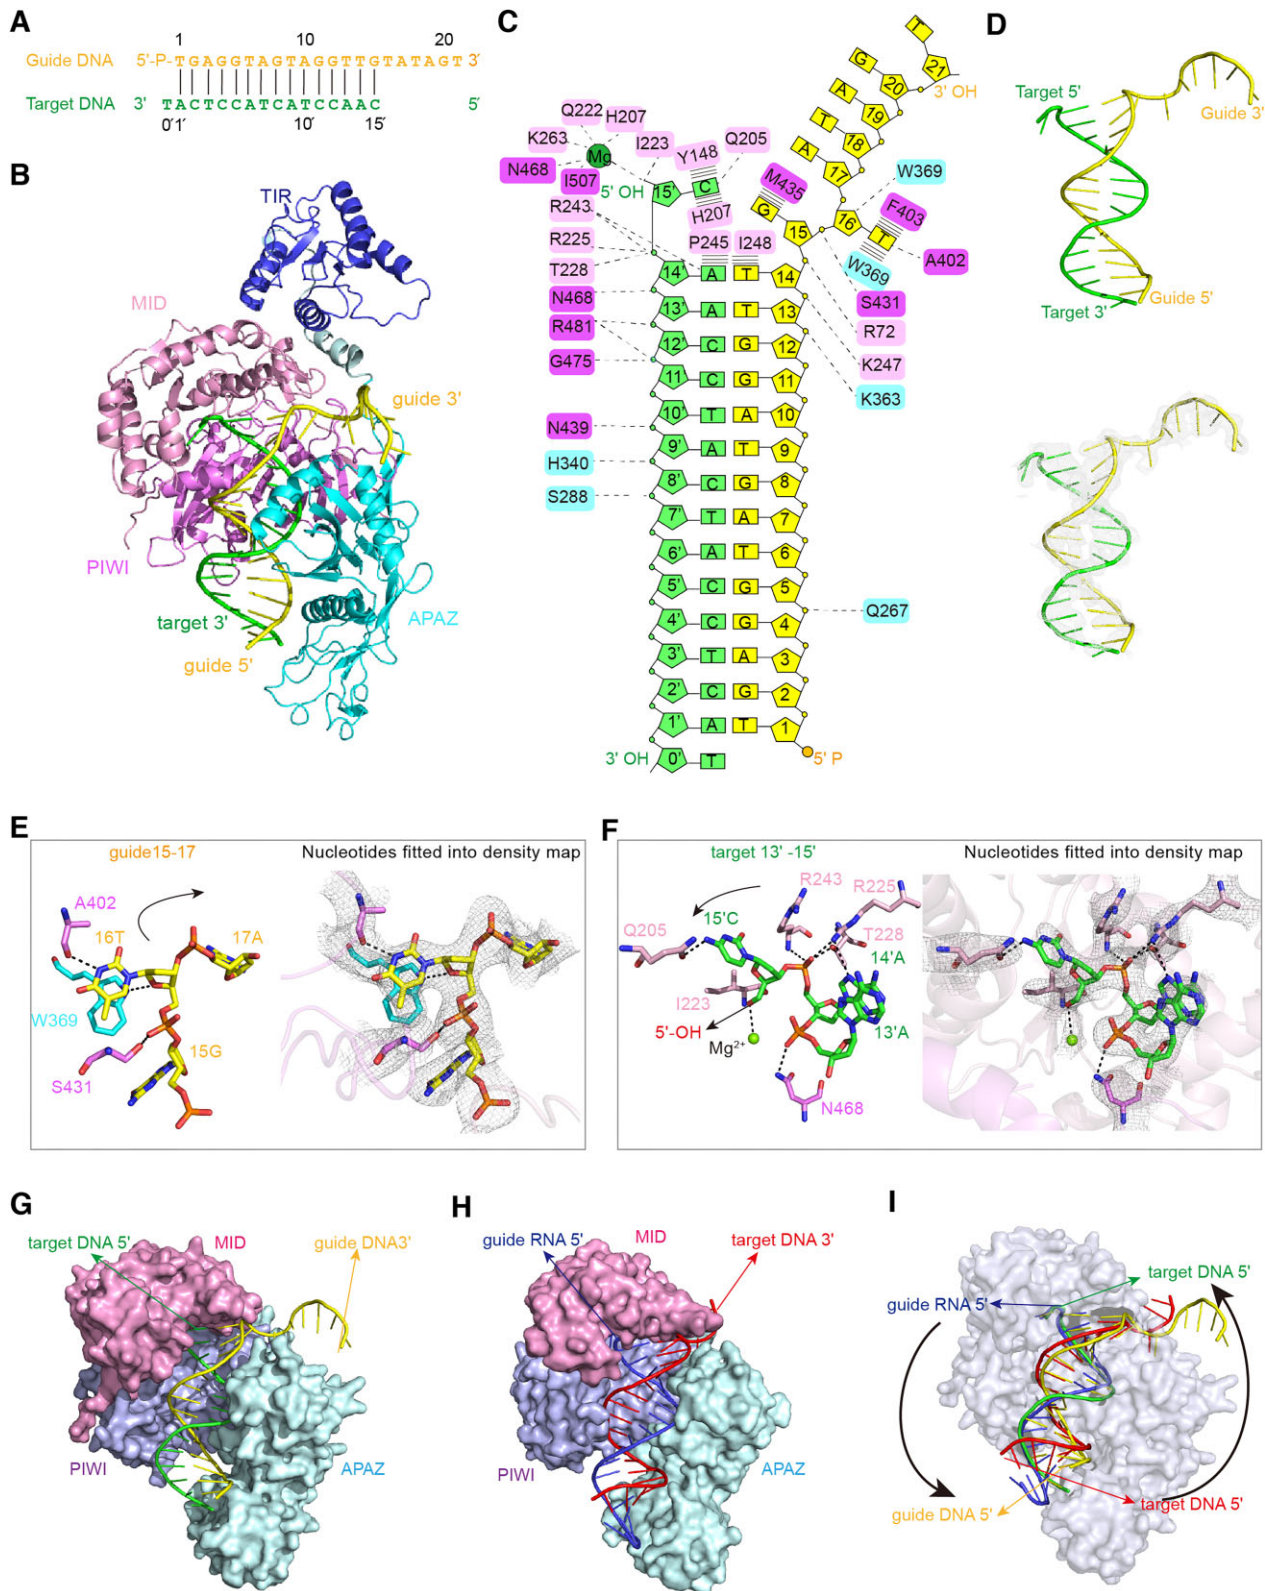 A
1 10 20
Guide DNA 5'-P-TGAGGTAGTAGGTTGTATAGT 3'
Target DNA 3' TACTCCATCATCCAAC 5'
0'1' 10' 15'
B
TIR
MID
guide 3'
PIWI
target 3'
APAZ
guide 5'
C
Q222
H207
K263
I223
Y148
Q205
Mg
N468
I507
5' OH
15'
C
H207
R243
R225
T228
P245
I248
N468
R481
G475
N439
H340
S288
M435
W369
F403
W369
A402
S431
R72
K247
K363
Q267
T 21
3' OH
G 20
A 19
T 18
A 17
T 16
G 15
14' A T 14
13' A T 13
12' C G 12
11' C G 11
10' T A 10
9' A T 9
8' C G 8
7' T A 7
6' A T 6
5' C G 5
4' C G 4
3' T A 3
2' C G 2
1' A T 1
3' OH 0' T
5' P
D
Target 5'
Guide 3'
Target 3'
Guide 5'
E
guide15-17
Nucleotides fitted into density map
A402
16T
17A
W369
15G
S431
F
target 13' -15'
Nucleotides fitted into density map
R243
R225
Q205
15'C
T228
14'A
I223
5'-OH
13'A
Mg2+
N468
G
target DNA 5'
MID
guide DNA3'
PIWI
APAZ
H
guide RNA 5'
MID
target DNA 3'
PIWI
APAZ
I
target DNA 5'
guide RNA 5'
guide DNA 5'
target DNA 5'